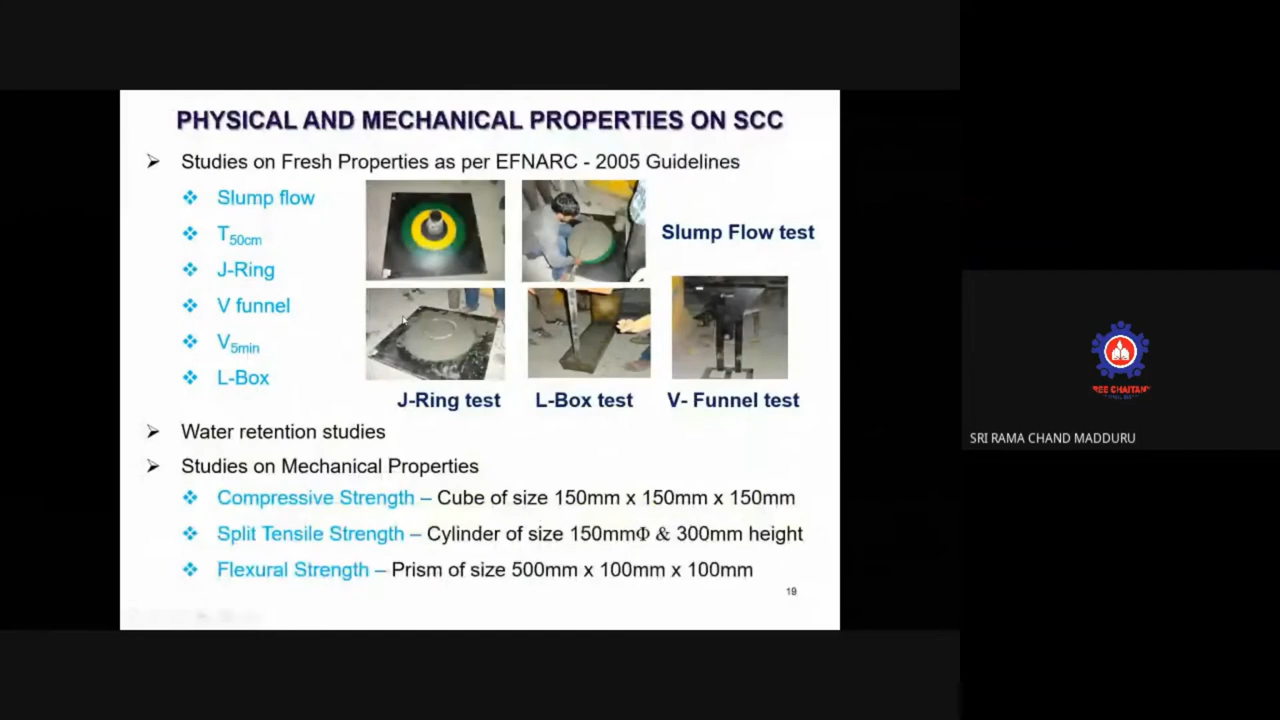 PHYSICAL AND MECHANICAL PROPERTIES ON SCC
Studies on Fresh Properties as per EFNARC - 2005 Guidelines
Slump flow
T50cm
J-Ring
V funnel
V5min
L-Box
Slump Flow test
J-Ring test
L-Box test
V- Funnel test
Water retention studies
Studies on Mechanical Properties
Compressive Strength – Cube of size 150mm x 150mm x 150mm
Split Tensile Strength – Cylinder of size 150mmΦ & 300mm height
Flexural Strength – Prism of size 500mm x 100mm x 100mm
19
REE CHAITANY
SRI RAMA CHAND MADDURU